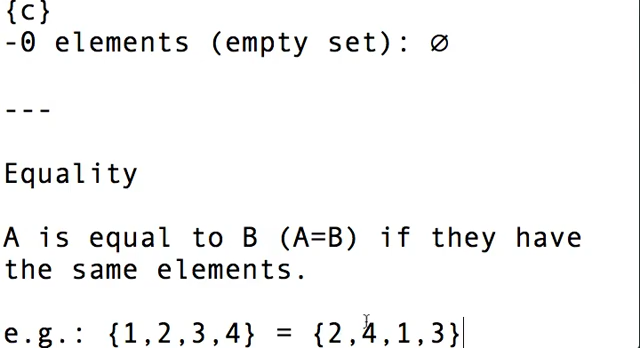 {c}
-0 elements (empty set): ∅
---
Equality
A is equal to B (A=B) if they have
the same elements.
e.g.: {1,2,3,4} = {2,4,1,3}